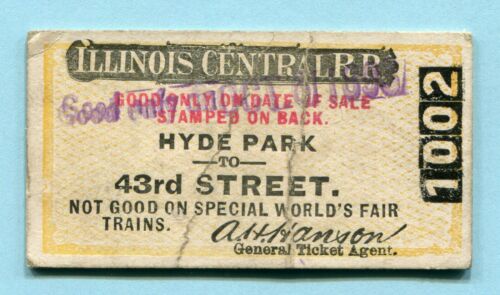 ILLINOIS CENTRAL R.R.
GOOD ONLY ON DATE OF SALE
STAMPED ON BACK.
HYDE PARK
—TO—
43rd STREET.
NOT GOOD ON SPECIAL WORLD'S FAIR
TRAINS. A.H. Hanson
General Ticket Agent.
1002
Good